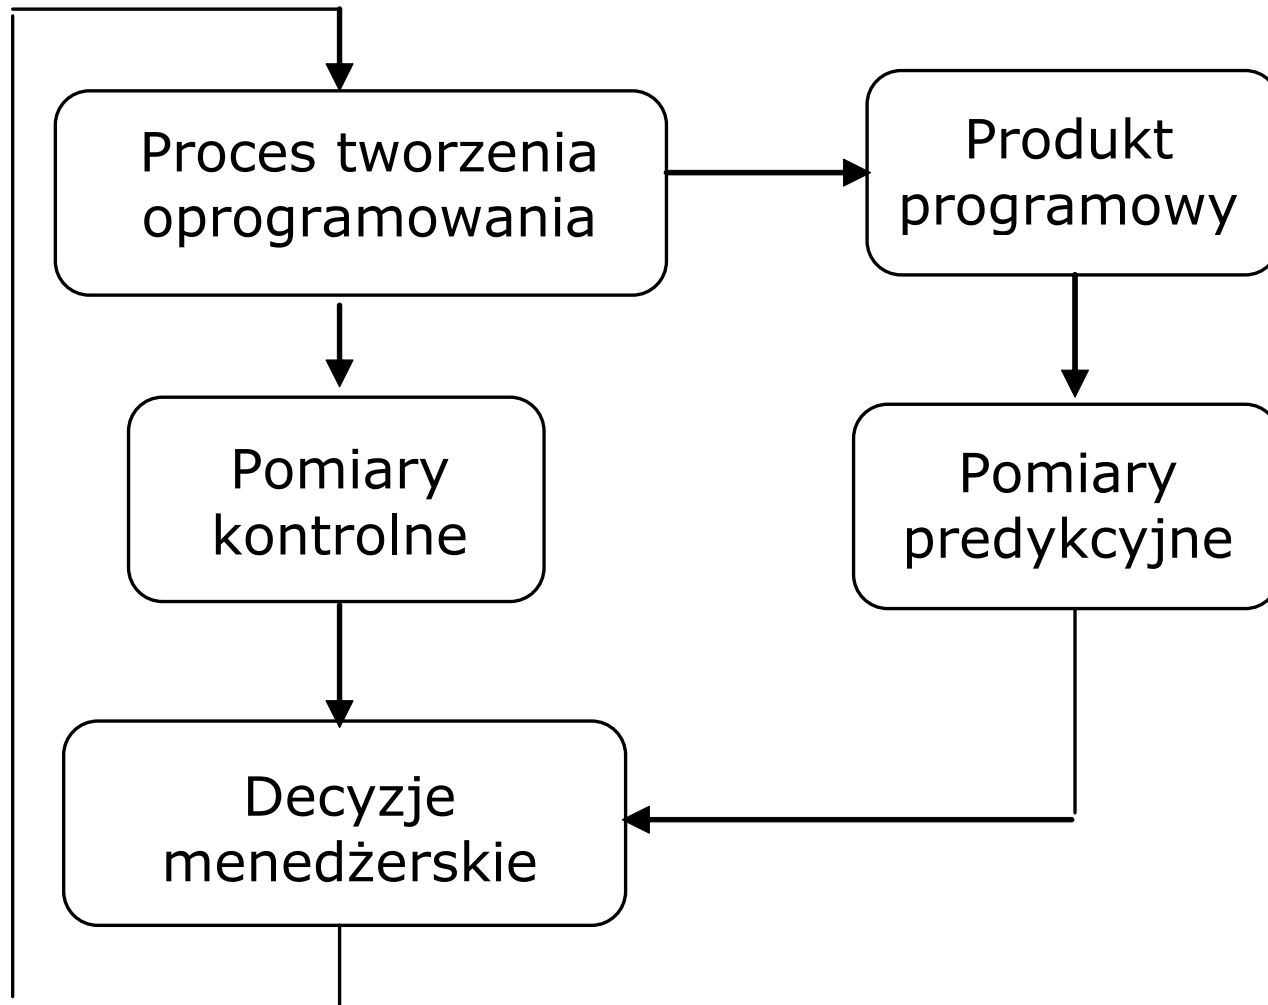 Proces tworzenia
oprogramowania
Produkt
programowy
Pomiary
kontrolne
Pomiary
predykcyjne
Decyzje
menedżerskie